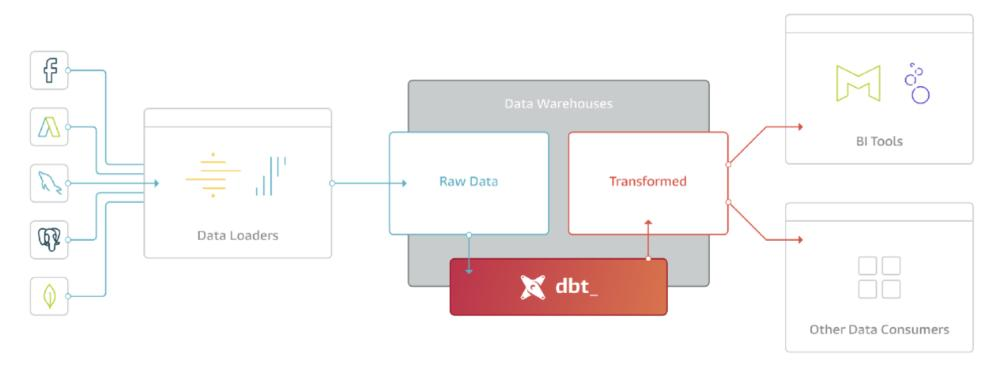 Data Loaders
Data Warehouses
Raw Data
Transformed
dbt_
BI Tools
Other Data Consumers